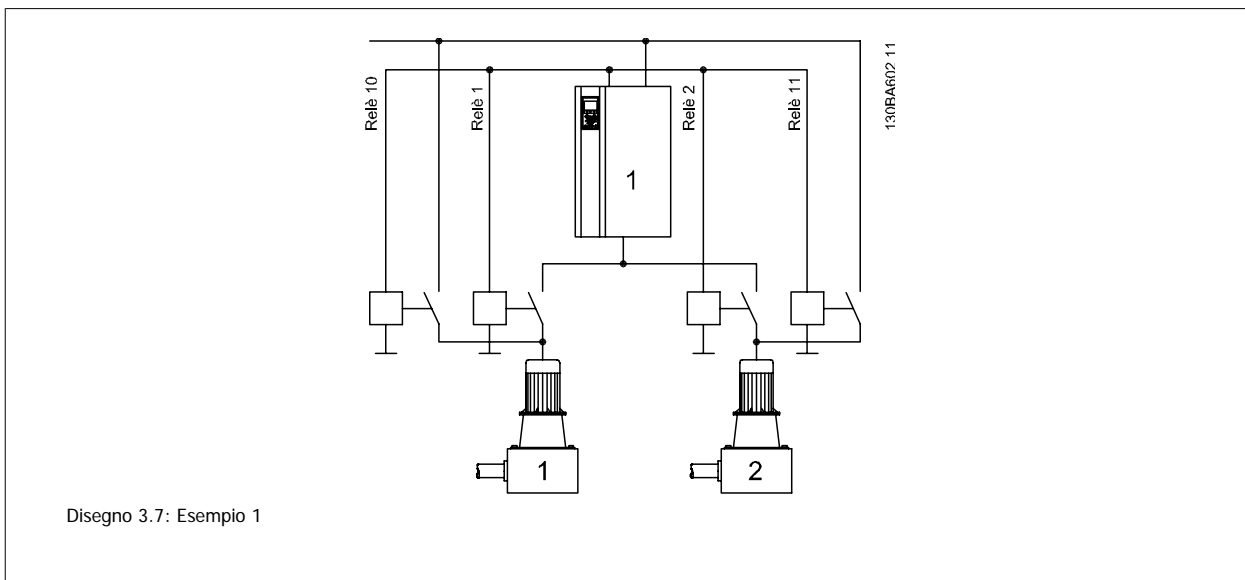 Relè 10
Relè 1
Relè 2
Relè 11
130BA602.11
1
1
2
Disegno 3.7: Esempio 1